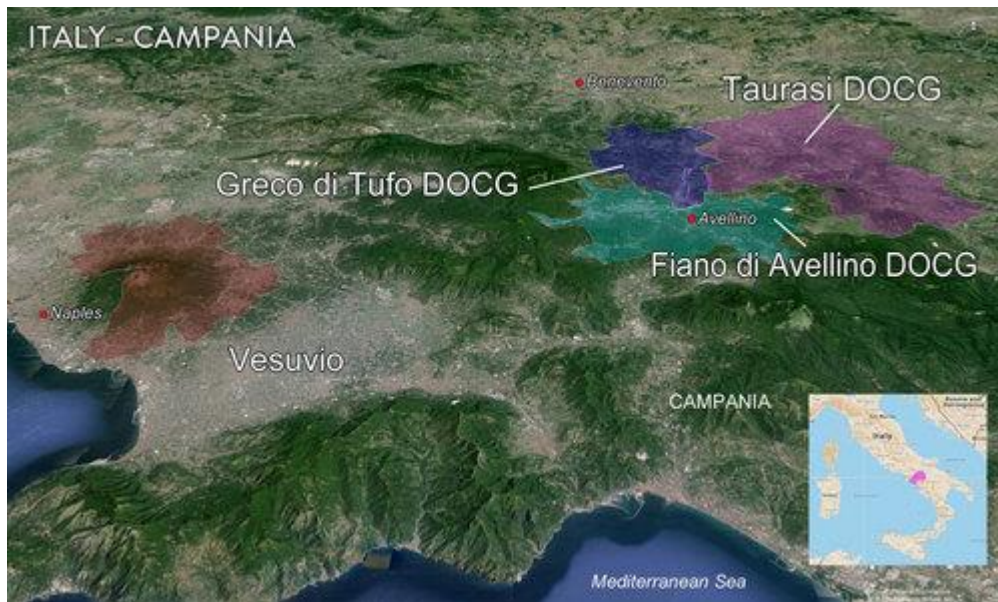 ITALY - CAMPANIA
Benevento
Taurasi DOCG
Greco di Tufo DOCG
Avellino
Fiano di Avellino DOCG
Naples
Vesuvio
CAMPANIA
Italy
Mediterranean Sea